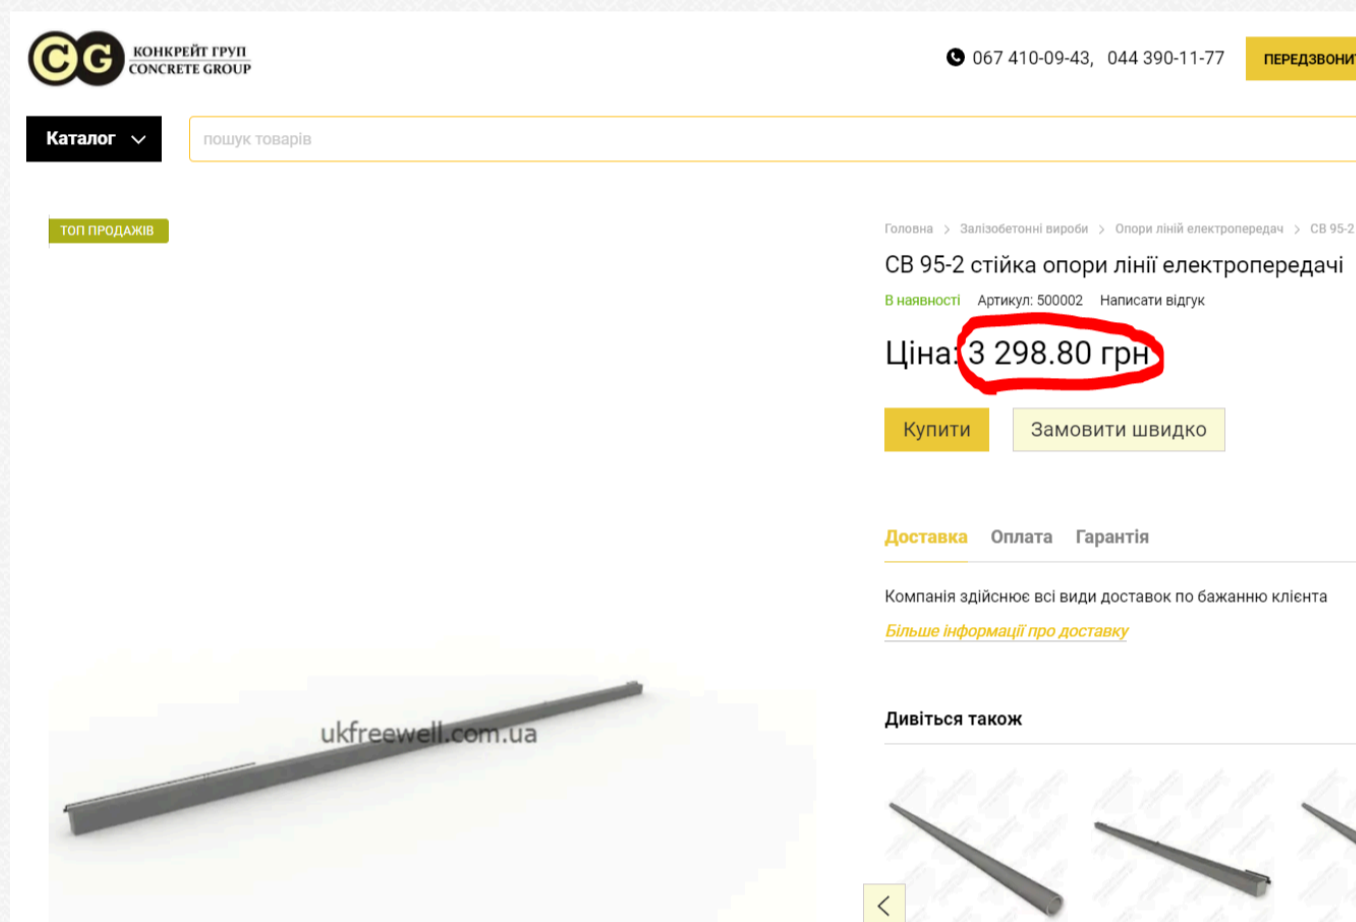 CG
КОНКРЕЙТ ГРУП
CONCRETE GROUP
067 410-09-43, 044 390-11-77
Каталог
пошук товарів
ТОП ПРОДАЖІВ
Головна > Залізобетонні вироби > Опори ліній електропередач > СВ 95-2
СВ 95-2 стійка опори лінії електропередачі
В наявності Артикул: 500002 Написати відгук
Ціна: 3 298.80 грн
Купити Замовити швидко
Доставка Оплата Гарантія
Компанія здійснює всі види доставок по бажанню клієнта
Більше інформації про доставку
Дивіться також
ukfreewell.com.ua